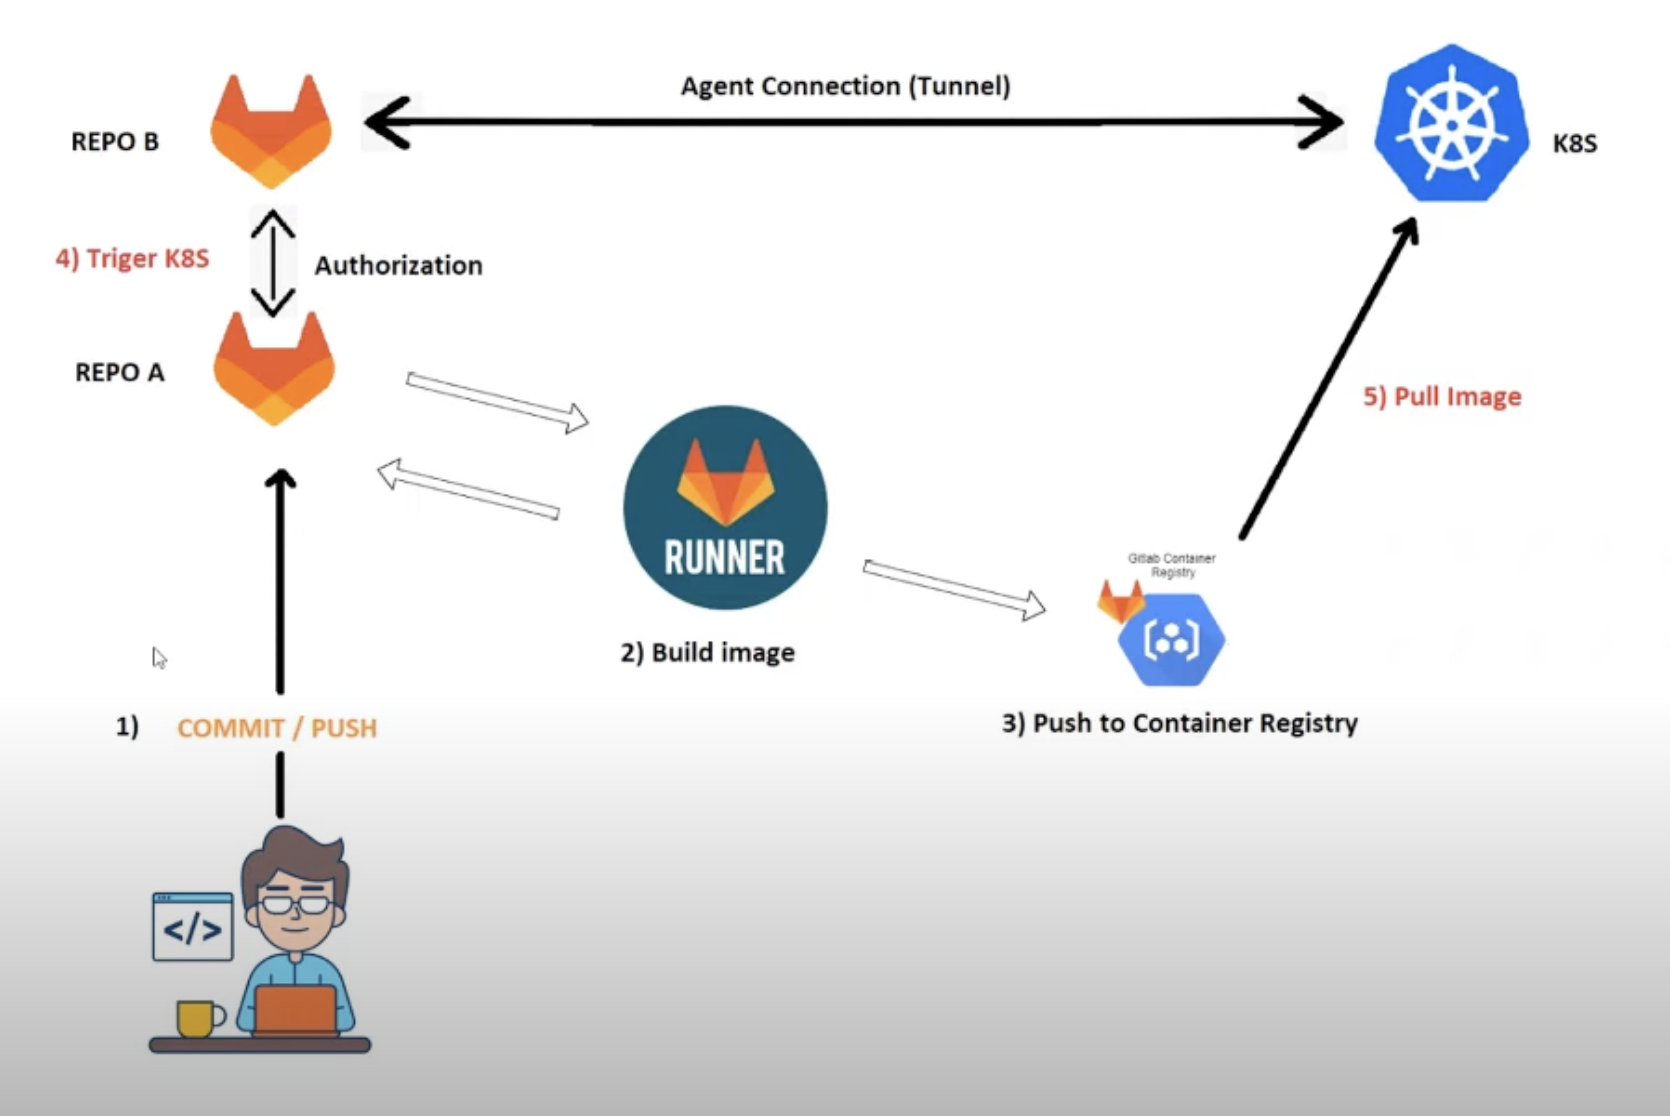 Agent Connection (Tunnel)
REPO B
K8S
4) Triger K8S
Authorization
REPO A
5) Pull Image
RUNNER
Gitlab Container
Registry
2) Build image
3) Push to Container Registry
1) COMMIT / PUSH
</>